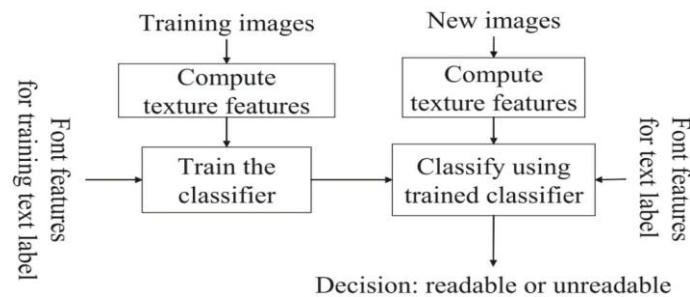 Training images
New images
Compute
texture features
Compute
texture features
Font features
for training text label
Train the
classifier
Classify using
trained classifier
Font features
for text label
Decision: readable or unreadable